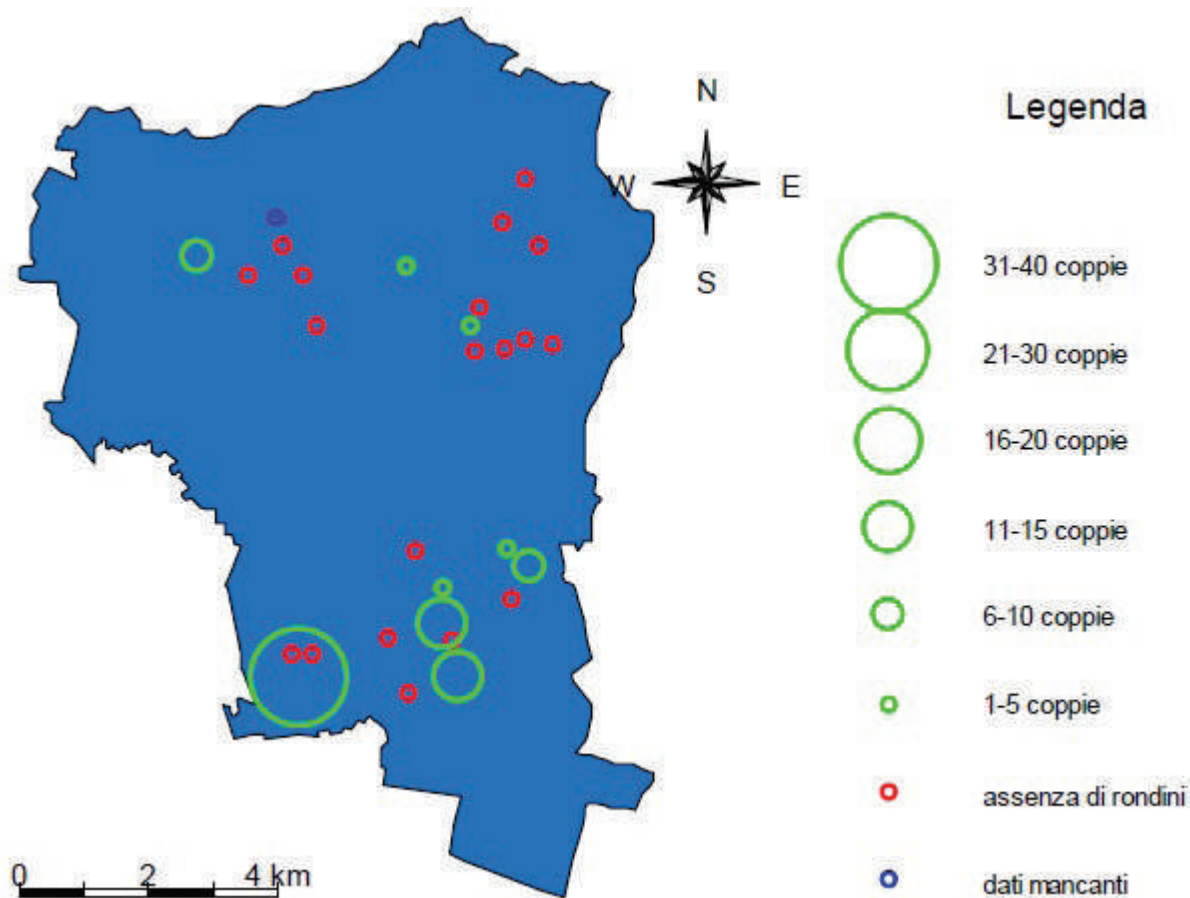 N
W E
S
Legenda
31-40 coppie
21-30 coppie
16-20 coppie
11-15 coppie
6-10 coppie
1-5 coppie
assenza di rondini
dati mancanti
0 2 4 km